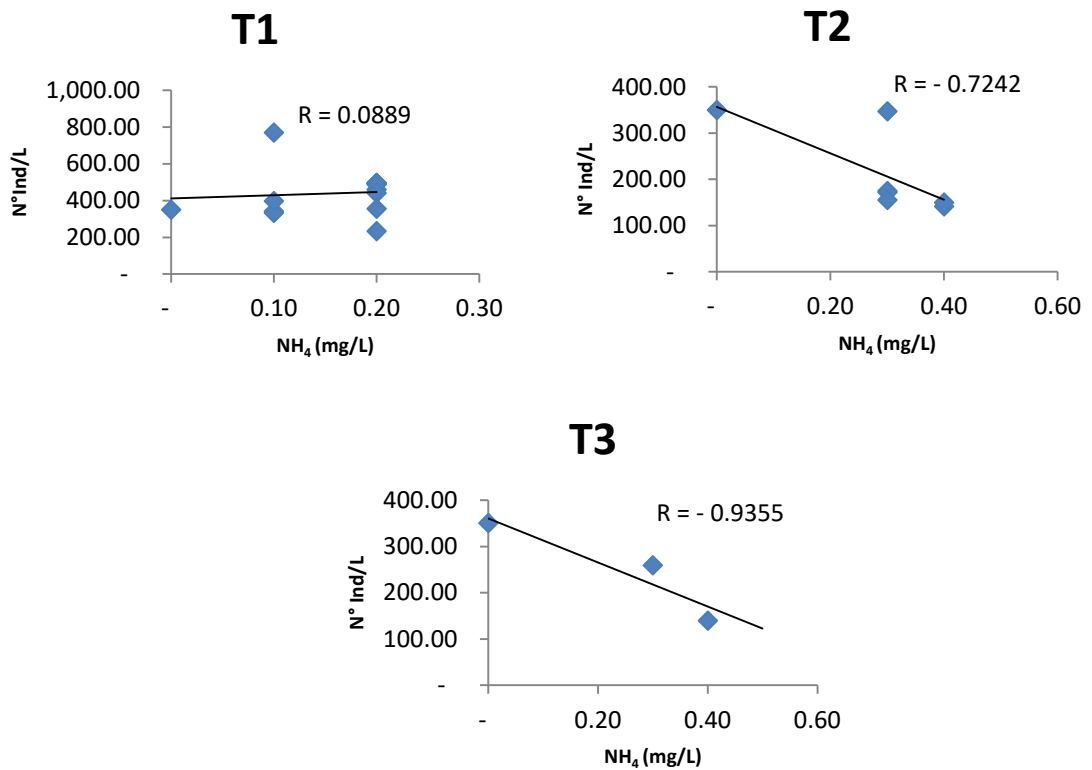 T1
1,000.00
800.00
600.00
400.00
200.00
-
R = 0.0889
N°Ind/L
- 0.10 0.20 0.30
NH₄ (mg/L)
T2
400.00
300.00
200.00
100.00
-
R = - 0.7242
N° Ind/L
- 0.20 0.40 0.60
NH₄ (mg/L)
T3
400.00
300.00
200.00
100.00
-
R = - 0.9355
N° Ind/L
- 0.20 0.40 0.60
NH₄ (mg/L)